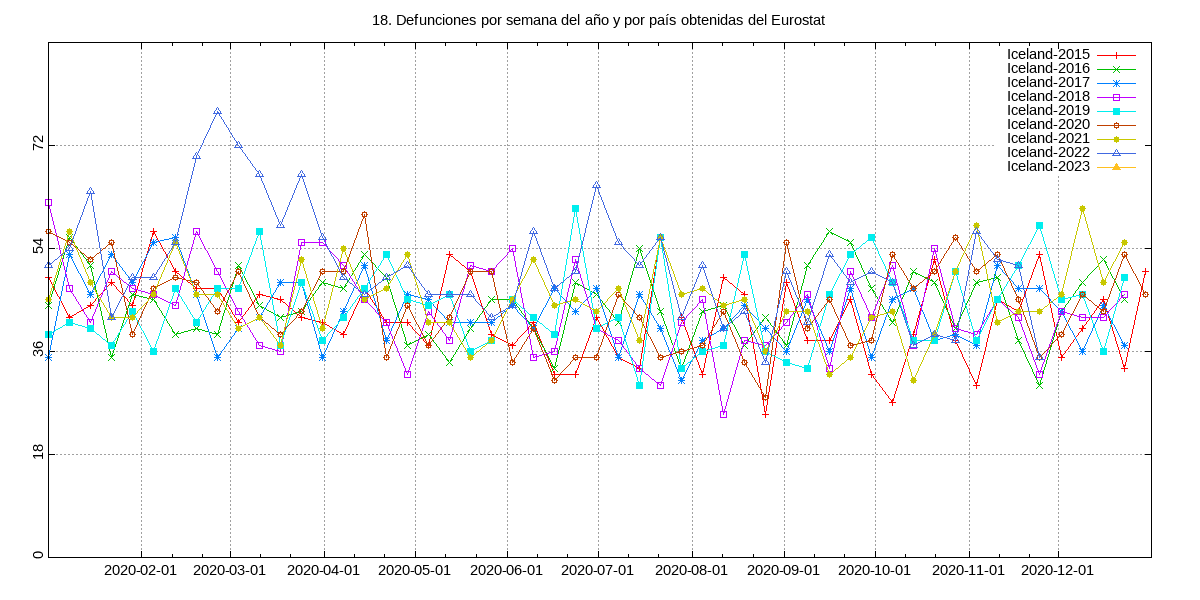 18. Defunciones por semana del año y por país obtenidas del Eurostat
Iceland-2015
Iceland-2016
Iceland-2017
Iceland-2018
Iceland-2019
Iceland-2020
Iceland-2021
Iceland-2022
Iceland-2023
72
54
36
18
0
2020-02-01 2020-03-01 2020-04-01 2020-05-01 2020-06-01 2020-07-01 2020-08-01 2020-09-01 2020-10-01 2020-11-01 2020-12-01